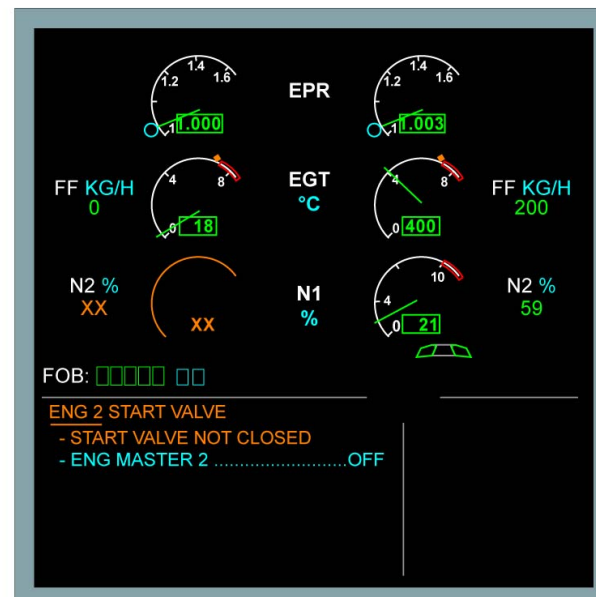 1.2 1.4 1.6 EPR 1.2 1.4 1.6
1 1.000 1 1.003
FF KG/H 4 8 EGT 4 8 FF KG/H
0 °C 200
0 18 0 400
N2 % N1 10 N2 %
XX XX % 4 59
0 21
FOB:
ENG 2 START VALVE
- START VALVE NOT CLOSED
- ENG MASTER 2 ..........................OFF